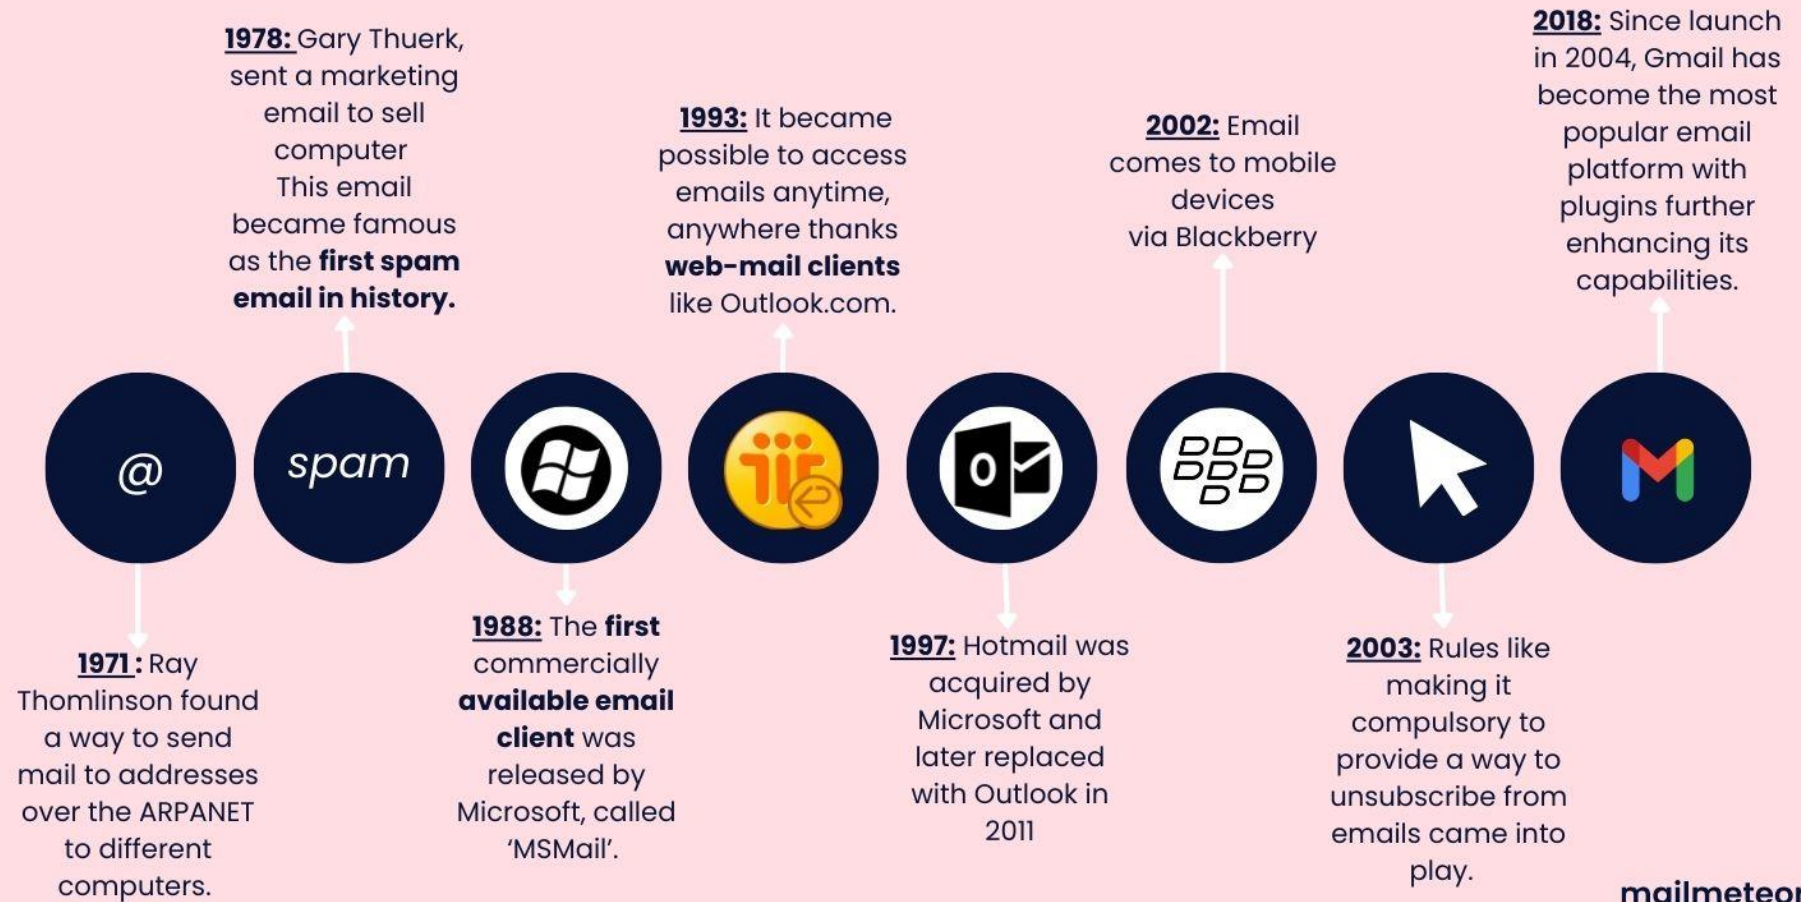 1978: Gary Thuerk,
sent a marketing
email to sell
computer
This email
became famous
as the first spam
email in history.
1993: It became
possible to access
emails anytime,
anywhere thanks
web-mail clients
like Outlook.com.
2002: Email
comes to mobile
devices
via Blackberry
2018: Since launch
in 2004, Gmail has
become the most
popular email
platform with
plugins further
enhancing its
capabilities.
@
spam
1971 : Ray
Thomlinson found
a way to send
mail to addresses
over the ARPANET
to different
computers.
1988: The first
commercially
available email
client was
released by
Microsoft, called
‘MSMail’.
1997: Hotmail was
acquired by
Microsoft and
later replaced
with Outlook in
2011
2003: Rules like
making it
compulsory to
provide a way to
unsubscribe from
emails came into
play.
mailmeteor